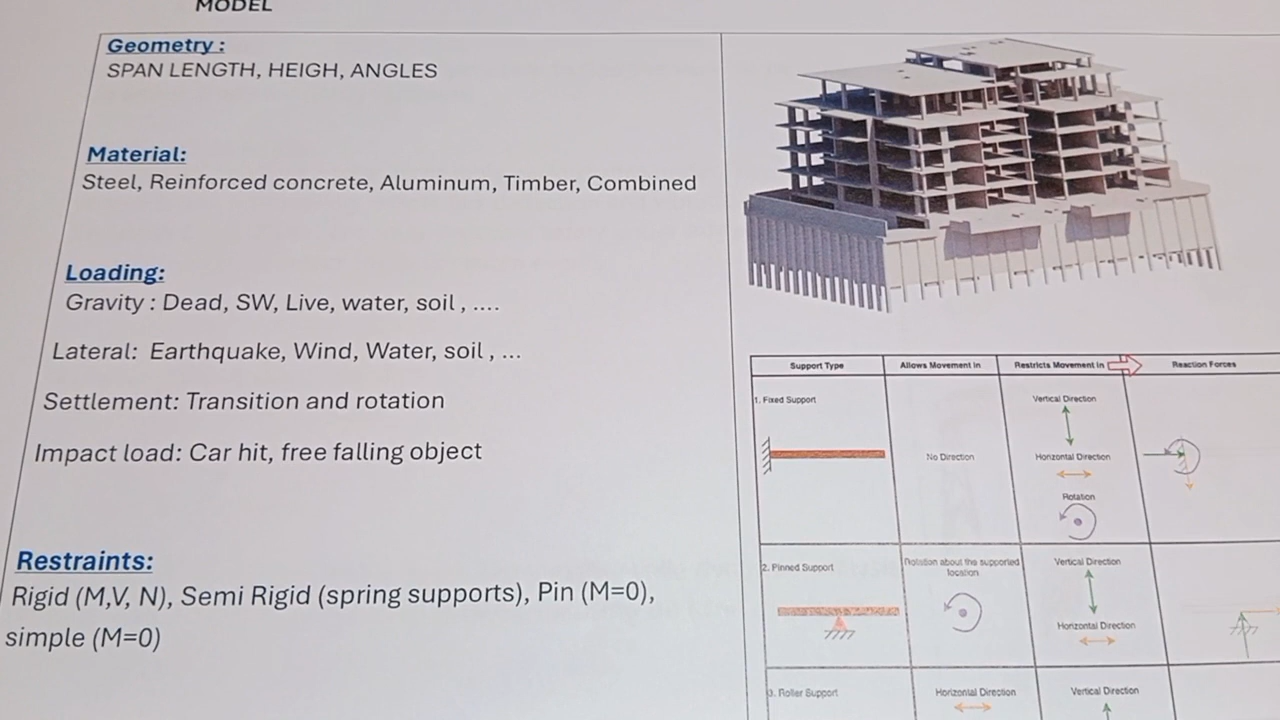 MODEL
Geometry :
SPAN LENGTH, HEIGH, ANGLES
Material:
Steel, Reinforced concrete, Aluminum, Timber, Combined
Loading:
Gravity : Dead, SW, Live, water, soil , ....
Lateral: Earthquake, Wind, Water, soil , ...
Settlement: Transition and rotation
Impact load: Car hit, free falling object
Restraints:
Rigid (M,V, N), Semi Rigid (spring supports), Pin (M=0),
simple (M=0)
Support Type Allows Movement in Restricts Movement in Reaction Forces
1. Fixed Support
No Direction
Vertical Direction
Horizontal Direction
Rotation
2. Pinned Support
Rotation about the supported
location
Vertical Direction
Horizontal Direction
3. Roller Support
Horizontal Direction
Vertical Direction